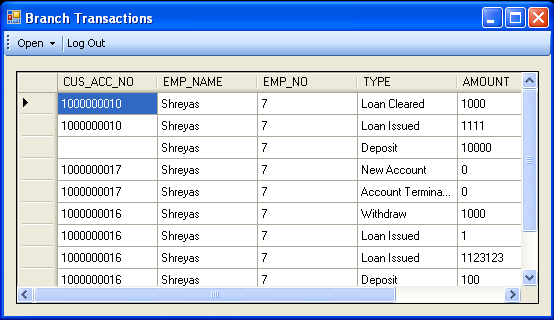 Branch Transactions
Open Log Out
CUS_ACC_NO EMP_NAME EMP_NO TYPE AMOUNT
1000000010 Shreyas 7 Loan Cleared 1000
1000000010 Shreyas 7 Loan Issued 1111
Shreyas 7 Deposit 10000
1000000017 Shreyas 7 New Account 0
1000000017 Shreyas 7 Account Termina... 0
1000000016 Shreyas 7 Withdraw 1000
1000000016 Shreyas 7 Loan Issued 1
1000000016 Shreyas 7 Loan Issued 1123123
1000000016 Shreyas 7 Deposit 100